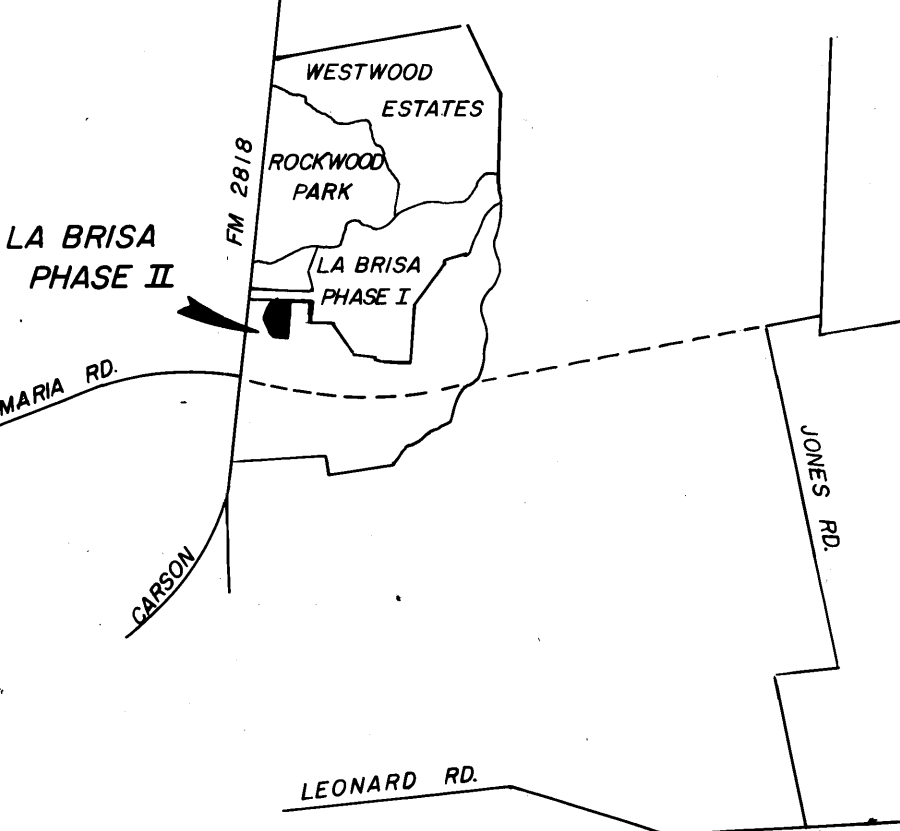 WESTWOOD
ESTATES
FM 2818
ROCKWOOD
PARK
LA BRISA
PHASE II
LA BRISA
PHASE I
MARIA RD.
JONES RD.
CARSON
LEONARD RD.